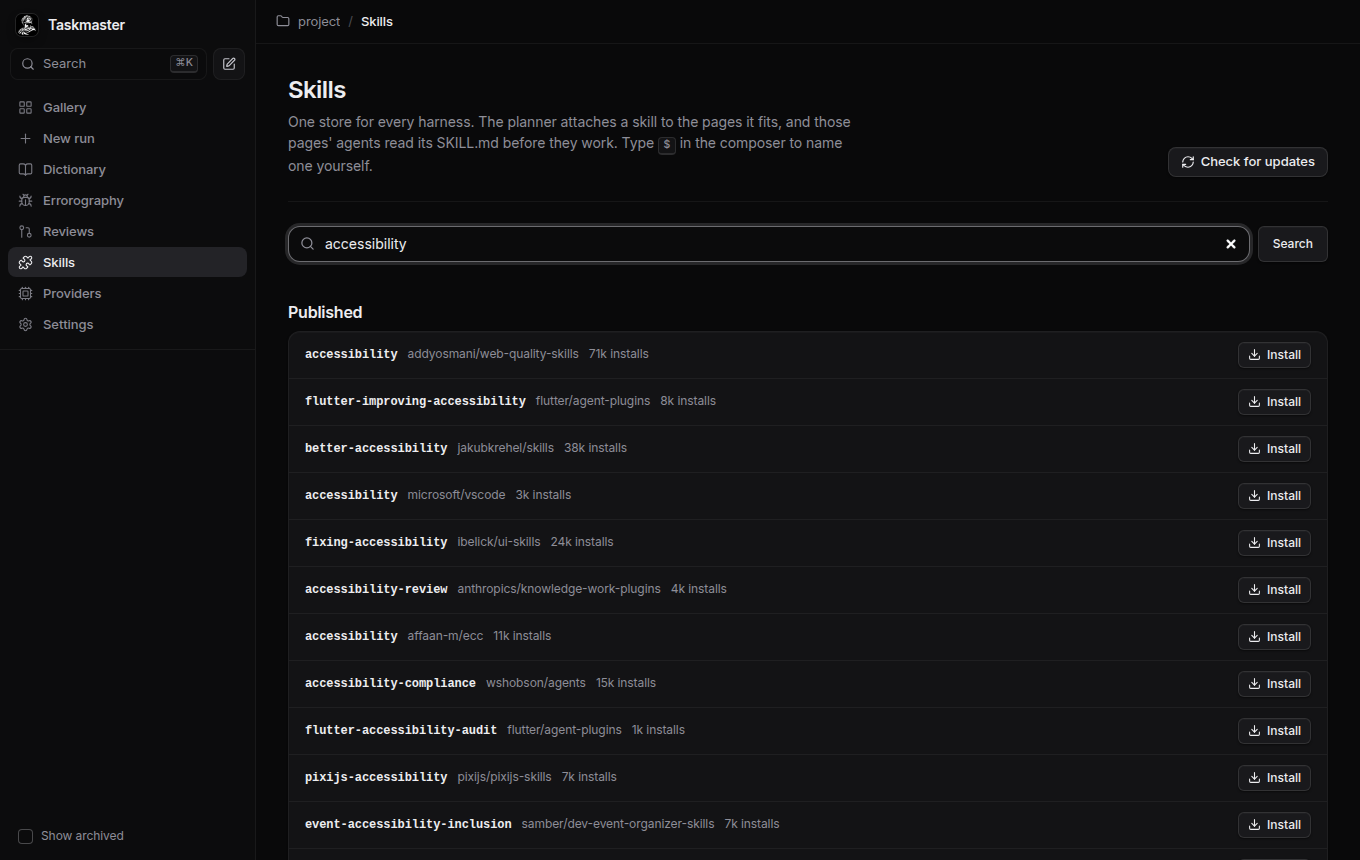 Taskmaster
Search ⌘K
Gallery
New run
Dictionary
Errorography
Reviews
Skills
Providers
Settings
Show archived
project / Skills
Skills
One store for every harness. The planner attaches a skill to the pages it fits, and those
pages' agents read its SKILL.md before they work. Type $ in the composer to name
one yourself.
Check for updates
accessibility
Search
Published
accessibility addyosmani/web-quality-skills 71k installs Install
flutter-improving-accessibility flutter/agent-plugins 8k installs Install
better-accessibility jakubkrehel/skills 38k installs Install
accessibility microsoft/vscode 3k installs Install
fixing-accessibility ibelick/ui-skills 24k installs Install
accessibility-review anthropics/knowledge-work-plugins 4k installs Install
accessibility affaan-m/ecc 11k installs Install
accessibility-compliance wshobson/agents 15k installs Install
flutter-accessibility-audit flutter/agent-plugins 1k installs Install
pixijs-accessibility pixijs/pixijs-skills 7k installs Install
event-accessibility-inclusion samber/dev-event-organizer-skills 7k installs Install